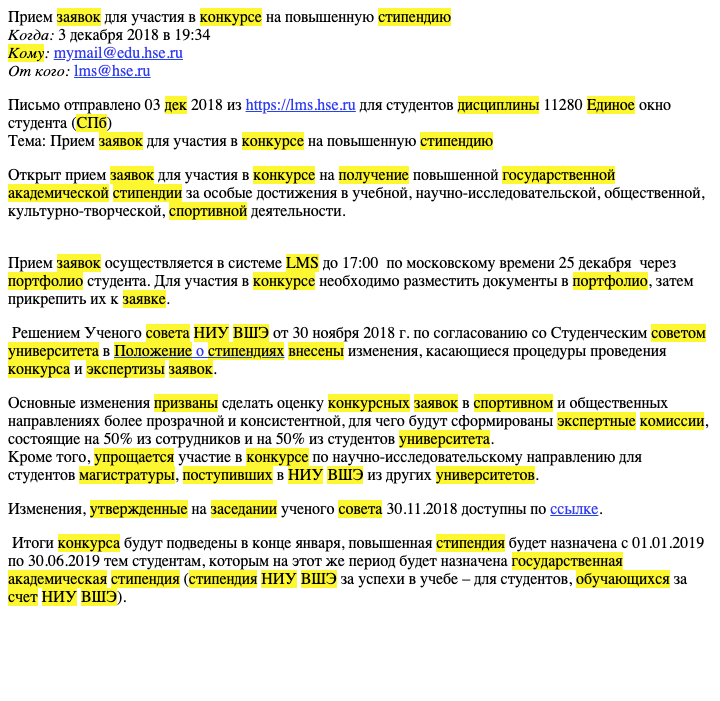 Прием заявок для участия в конкурсе на повышенную стипендию
Когда: 3 декабря 2018 в 19:34
Кому: mymail@edu.hse.ru
От кого: lms@hse.ru
Письмо отправлено 03 дек 2018 из https://lms.hse.ru для студентов дисциплины 11280 Единое окно
студента (СПб)
Тема: Прием заявок для участия в конкурсе на повышенную стипендию
Открыт прием заявок для участия в конкурсе на получение повышенной государственной
академической стипендии за особые достижения в учебной, научно-исследовательской, общественной,
культурно-творческой, спортивной деятельности.
Прием заявок осуществляется в системе LMS до 17:00 по московскому времени 25 декабря через
портфолио студента. Для участия в конкурсе необходимо разместить документы в портфолио, затем
прикрепить их к заявке.
Решением Ученого совета НИУ ВШЭ от 30 ноября 2018 г. по согласованию со Студенческим советом
университета в Положение о стипендиях внесены изменения, касающиеся процедуры проведения
конкурса и экспертизы заявок.
Основные изменения призваны сделать оценку конкурсных заявок в спортивном и общественных
направлениях более прозрачной и консистентной, для чего будут сформированы экспертные комиссии,
состоящие на 50% из сотрудников и на 50% из студентов университета.
Кроме того, упрощается участие в конкурсе по научно-исследовательскому направлению для
студентов магистратуры, поступивших в НИУ ВШЭ из других университетов.
Изменения, утвержденные на заседании ученого совета 30.11.2018 доступны по ссылке.
Итоги конкурса будут подведены в конце января, повышенная стипендия будет назначена с 01.01.2019
по 30.06.2019 тем студентам, которым на этот же период будет назначена государственная
академическая стипендия (стипендия НИУ ВШЭ за успехи в учебе – для студентов, обучающихся за
счет НИУ ВШЭ).